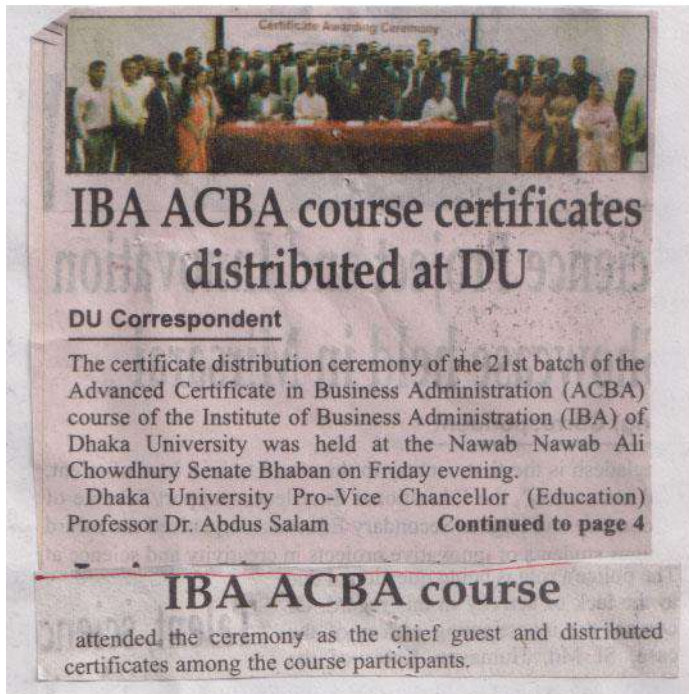 Certificate Awarding Ceremony
IBA ACBA course certificates
distributed at DU
DU Correspondent
The certificate distribution ceremony of the 21st batch of the
Advanced Certificate in Business Administration (ACBA)
course of the Institute of Business Administration (IBA) of
Dhaka University was held at the Nawab Nawab Ali
Chowdhury Senate Bhaban on Friday evening.
Dhaka University Pro-Vice Chancellor (Education)
Professor Dr. Abdus Salam Continued to page 4
IBA ACBA course
attended the ceremony as the chief guest and distributed
certificates among the course participants.